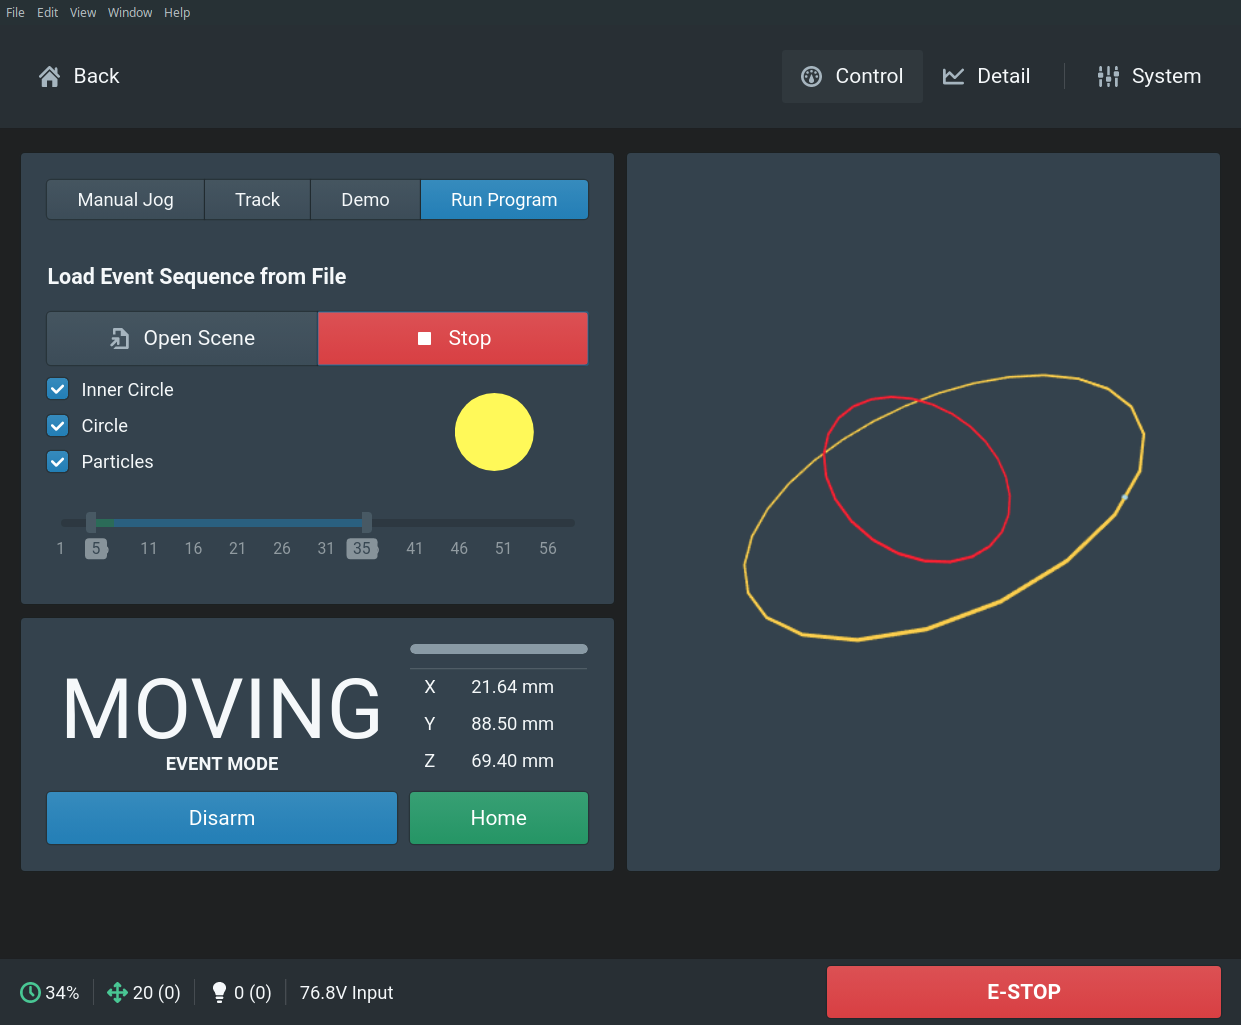 File Edit View Window Help
Back Control Detail System
Manual Jog Track Demo Run Program
Load Event Sequence from File
Open Scene Stop
Inner Circle
Circle
Particles
1 5 11 16 21 26 31 35 41 46 51 56
MOVING
EVENT MODE
X 21.64 mm
Y 88.50 mm
Z 69.40 mm
Disarm Home
34% 20 (0) 0 (0) 76.8V Input E-STOP